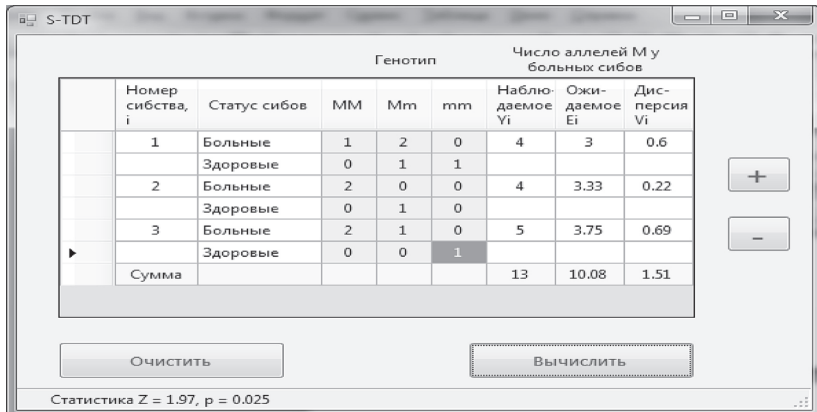 S-TDT
Генотип
Число аллелей М у
больных сибов
Номер сибства, i Статус сибов ММ Мm mm Наблю- даемое Yi Ожи- даемое Ei Дис- персия Vi
1 Больные 1 2 0 4 3 0.6
Здоровые 0 1 1
2 Больные 2 0 0 4 3.33 0.22
Здоровые 0 1 0
3 Больные 2 1 0 5 3.75 0.69
Здоровые 0 0 1
Сумма 13 10.08 1.51
+
-
Очистить Вычислить
Статистика Z = 1.97, p = 0.025